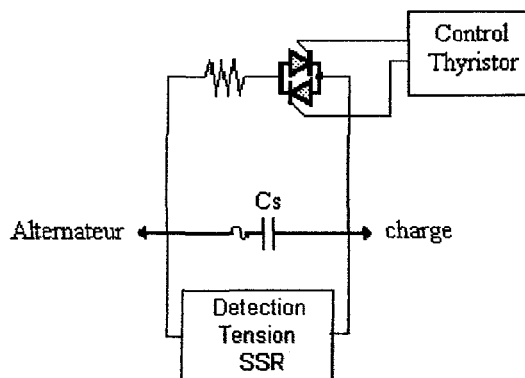 Control
Thyristor
Cs
Alternateur
charge
Detection
Tension
SSR